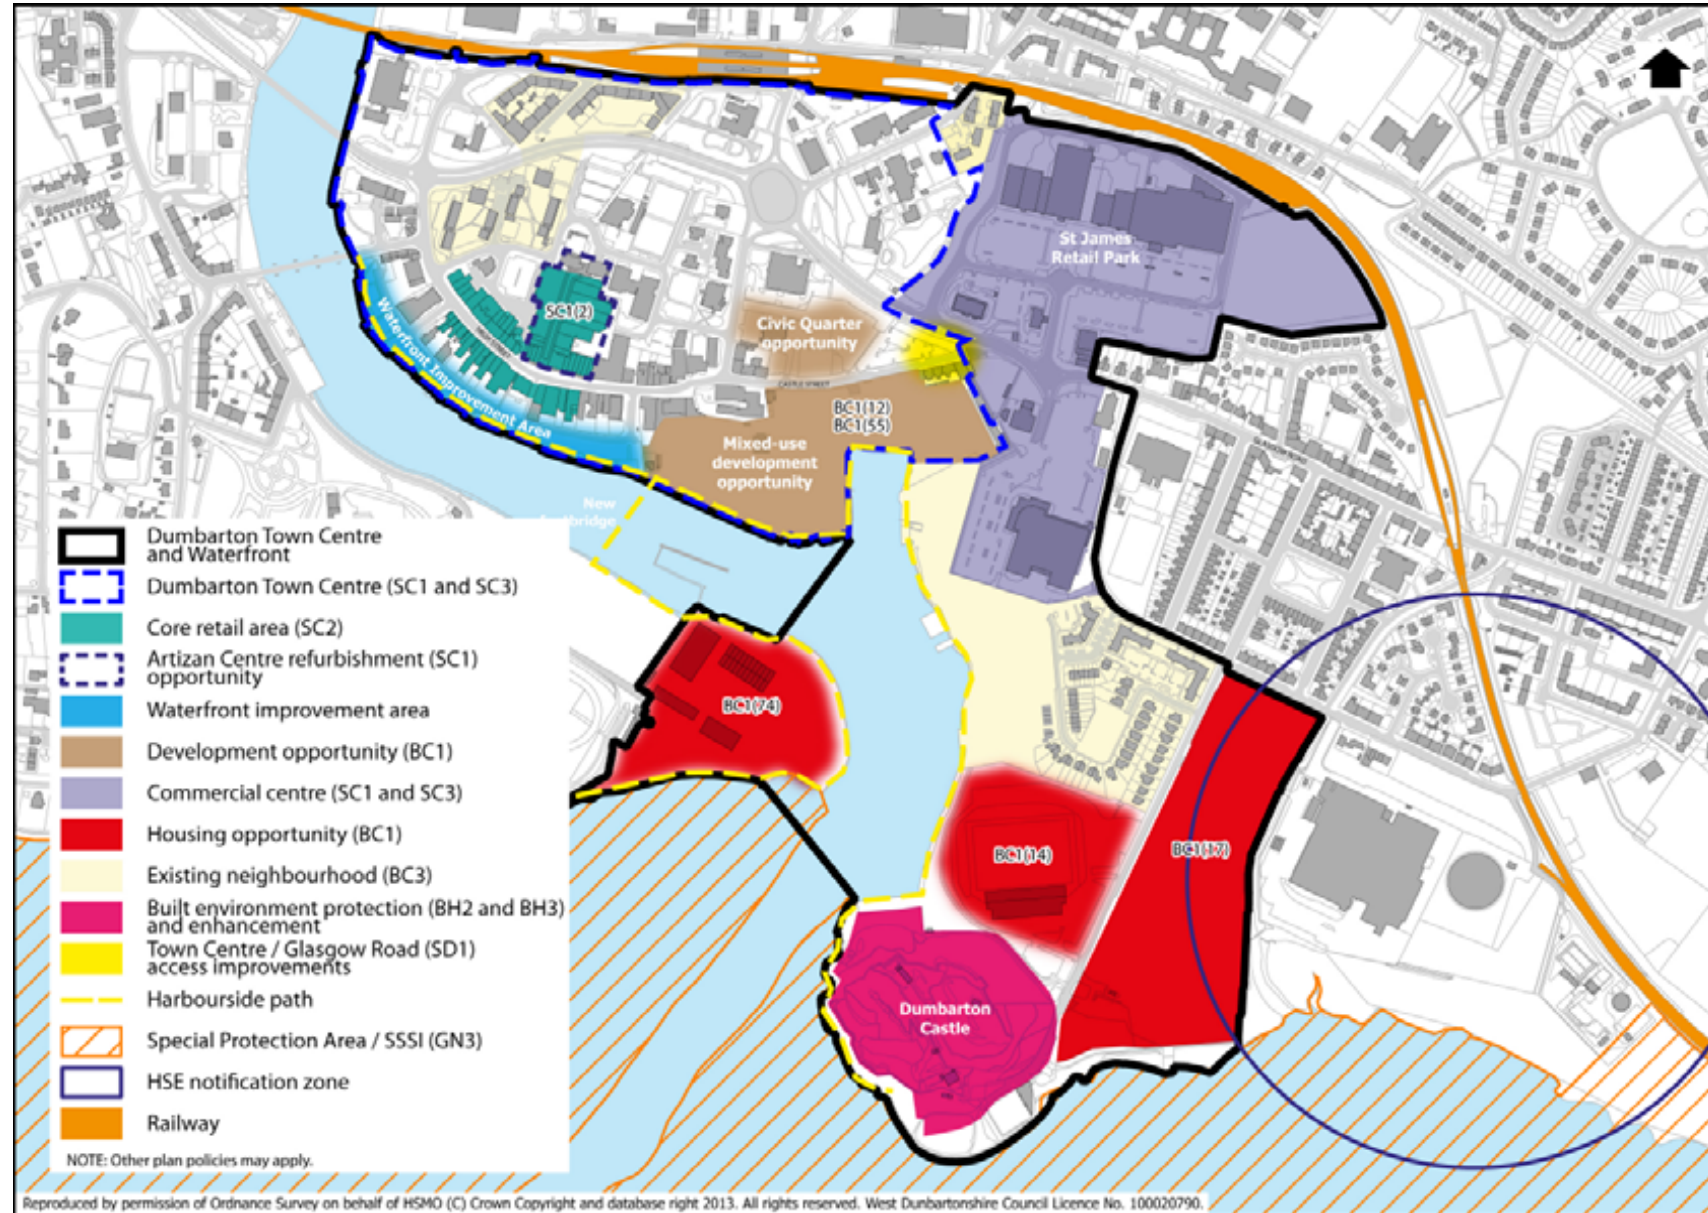 St James
Retail Park
SC1(2)
HIGH STREET
Civic Quarter
opportunity
CASTLE STREET
Waterfront Improvement Area
BC1(12)
BC1(55)
Mixed-use
development
opportunity
New
BC1(74)
BC1(14)
BC1(17)
Dumbarton
Castle
Dumbarton Town Centre
and Waterfront
Dumbarton Town Centre (SC1 and SC3)
Core retail area (SC2)
Artizan Centre refurbishment (SC1)
opportunity
Waterfront improvement area
Development opportunity (BC1)
Commercial centre (SC1 and SC3)
Housing opportunity (BC1)
Existing neighbourhood (BC3)
Built environment protection (BH2 and BH3)
and enhancement
Town Centre / Glasgow Road (SD1)
access improvements
Harbourside path
Special Protection Area / SSSI (GN3)
HSE notification zone
Railway
NOTE: Other plan policies may apply.
Reproduced by permission of Ordnance Survey on behalf of HSMO (C) Crown Copyright and database right 2013. All rights reserved. West Dunbartonshire Council Licence No. 100020790.